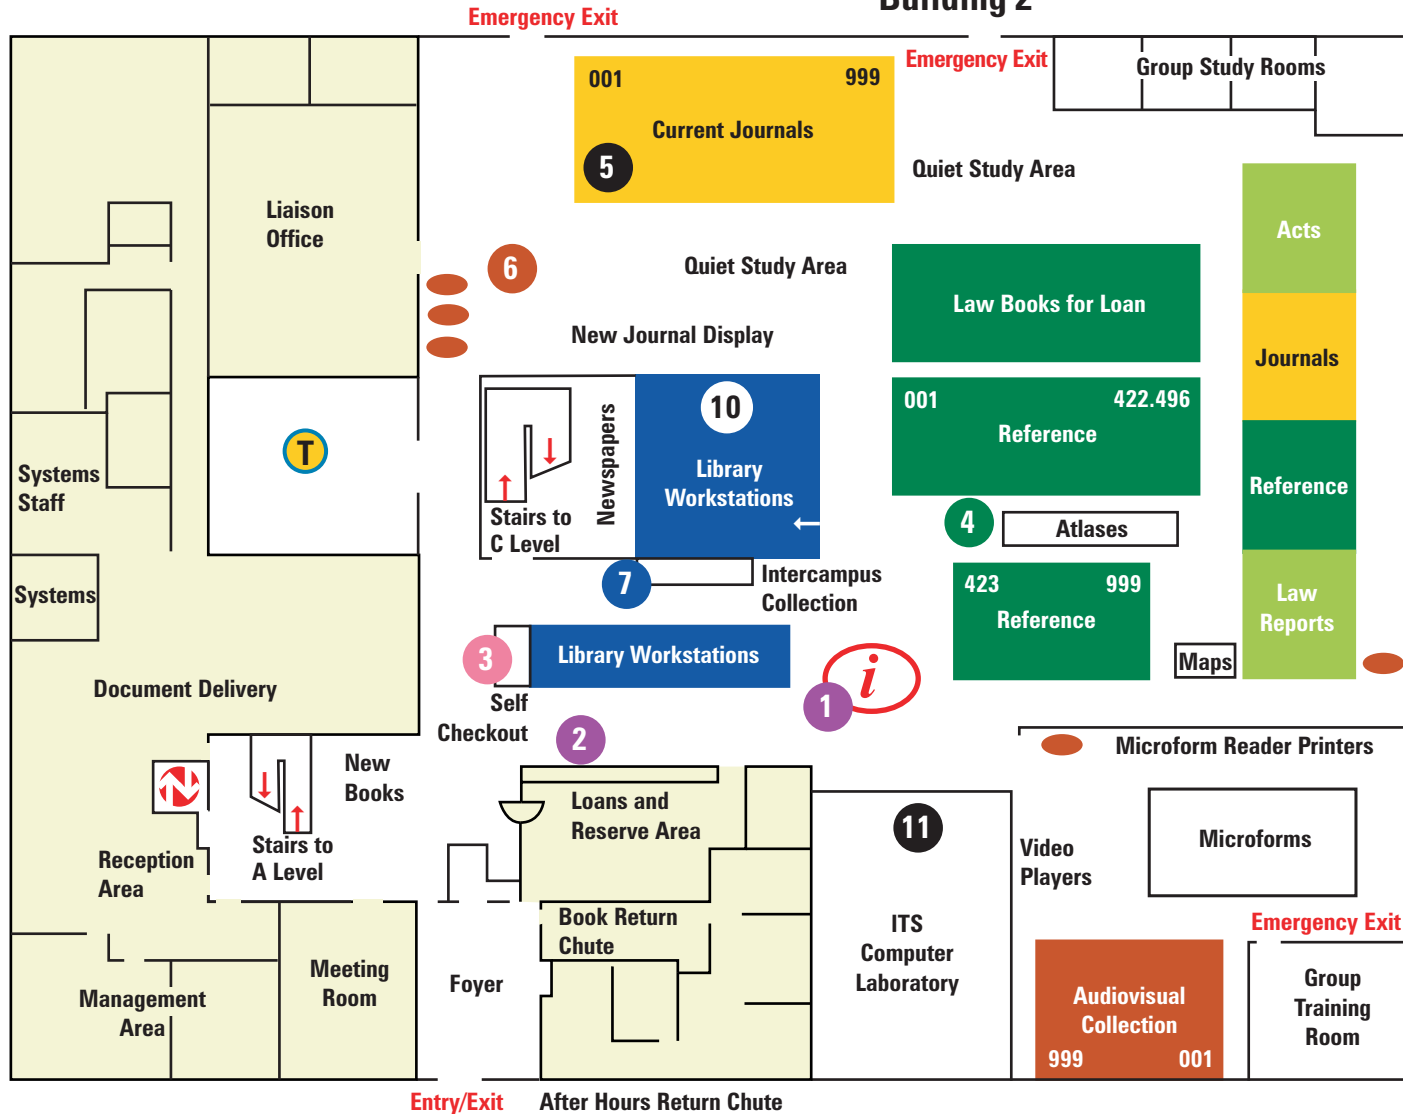 Building 2
Emergency Exit
Emergency Exit
Group Study Rooms
001 999
Current Journals
5
Quiet Study Area
Liaison
Office
Acts
6
Quiet Study Area
Law Books for Loan
New Journal Display
Journals
10
001 422.496
Reference
T
Newspapers
Library
Workstations
Systems
Staff
Reference
Stairs to
C Level
4
Atlases
7
Intercampus
Collection
423 999
Reference
Systems
Law
Reports
3
Library Workstations
i
Maps
1
Document Delivery
Self
Checkout
2
Microform Reader Printers
N
New
Books
Loans and
Reserve Area
11
Video
Players
Microforms
Stairs to
A Level
Reception
Area
Book Return
Chute
ITS
Computer
Laboratory
Emergency Exit
Meeting
Room
Foyer
Management
Area
Audiovisual
Collection
999 001
Group
Training
Room
Entry/Exit
After Hours Return Chute